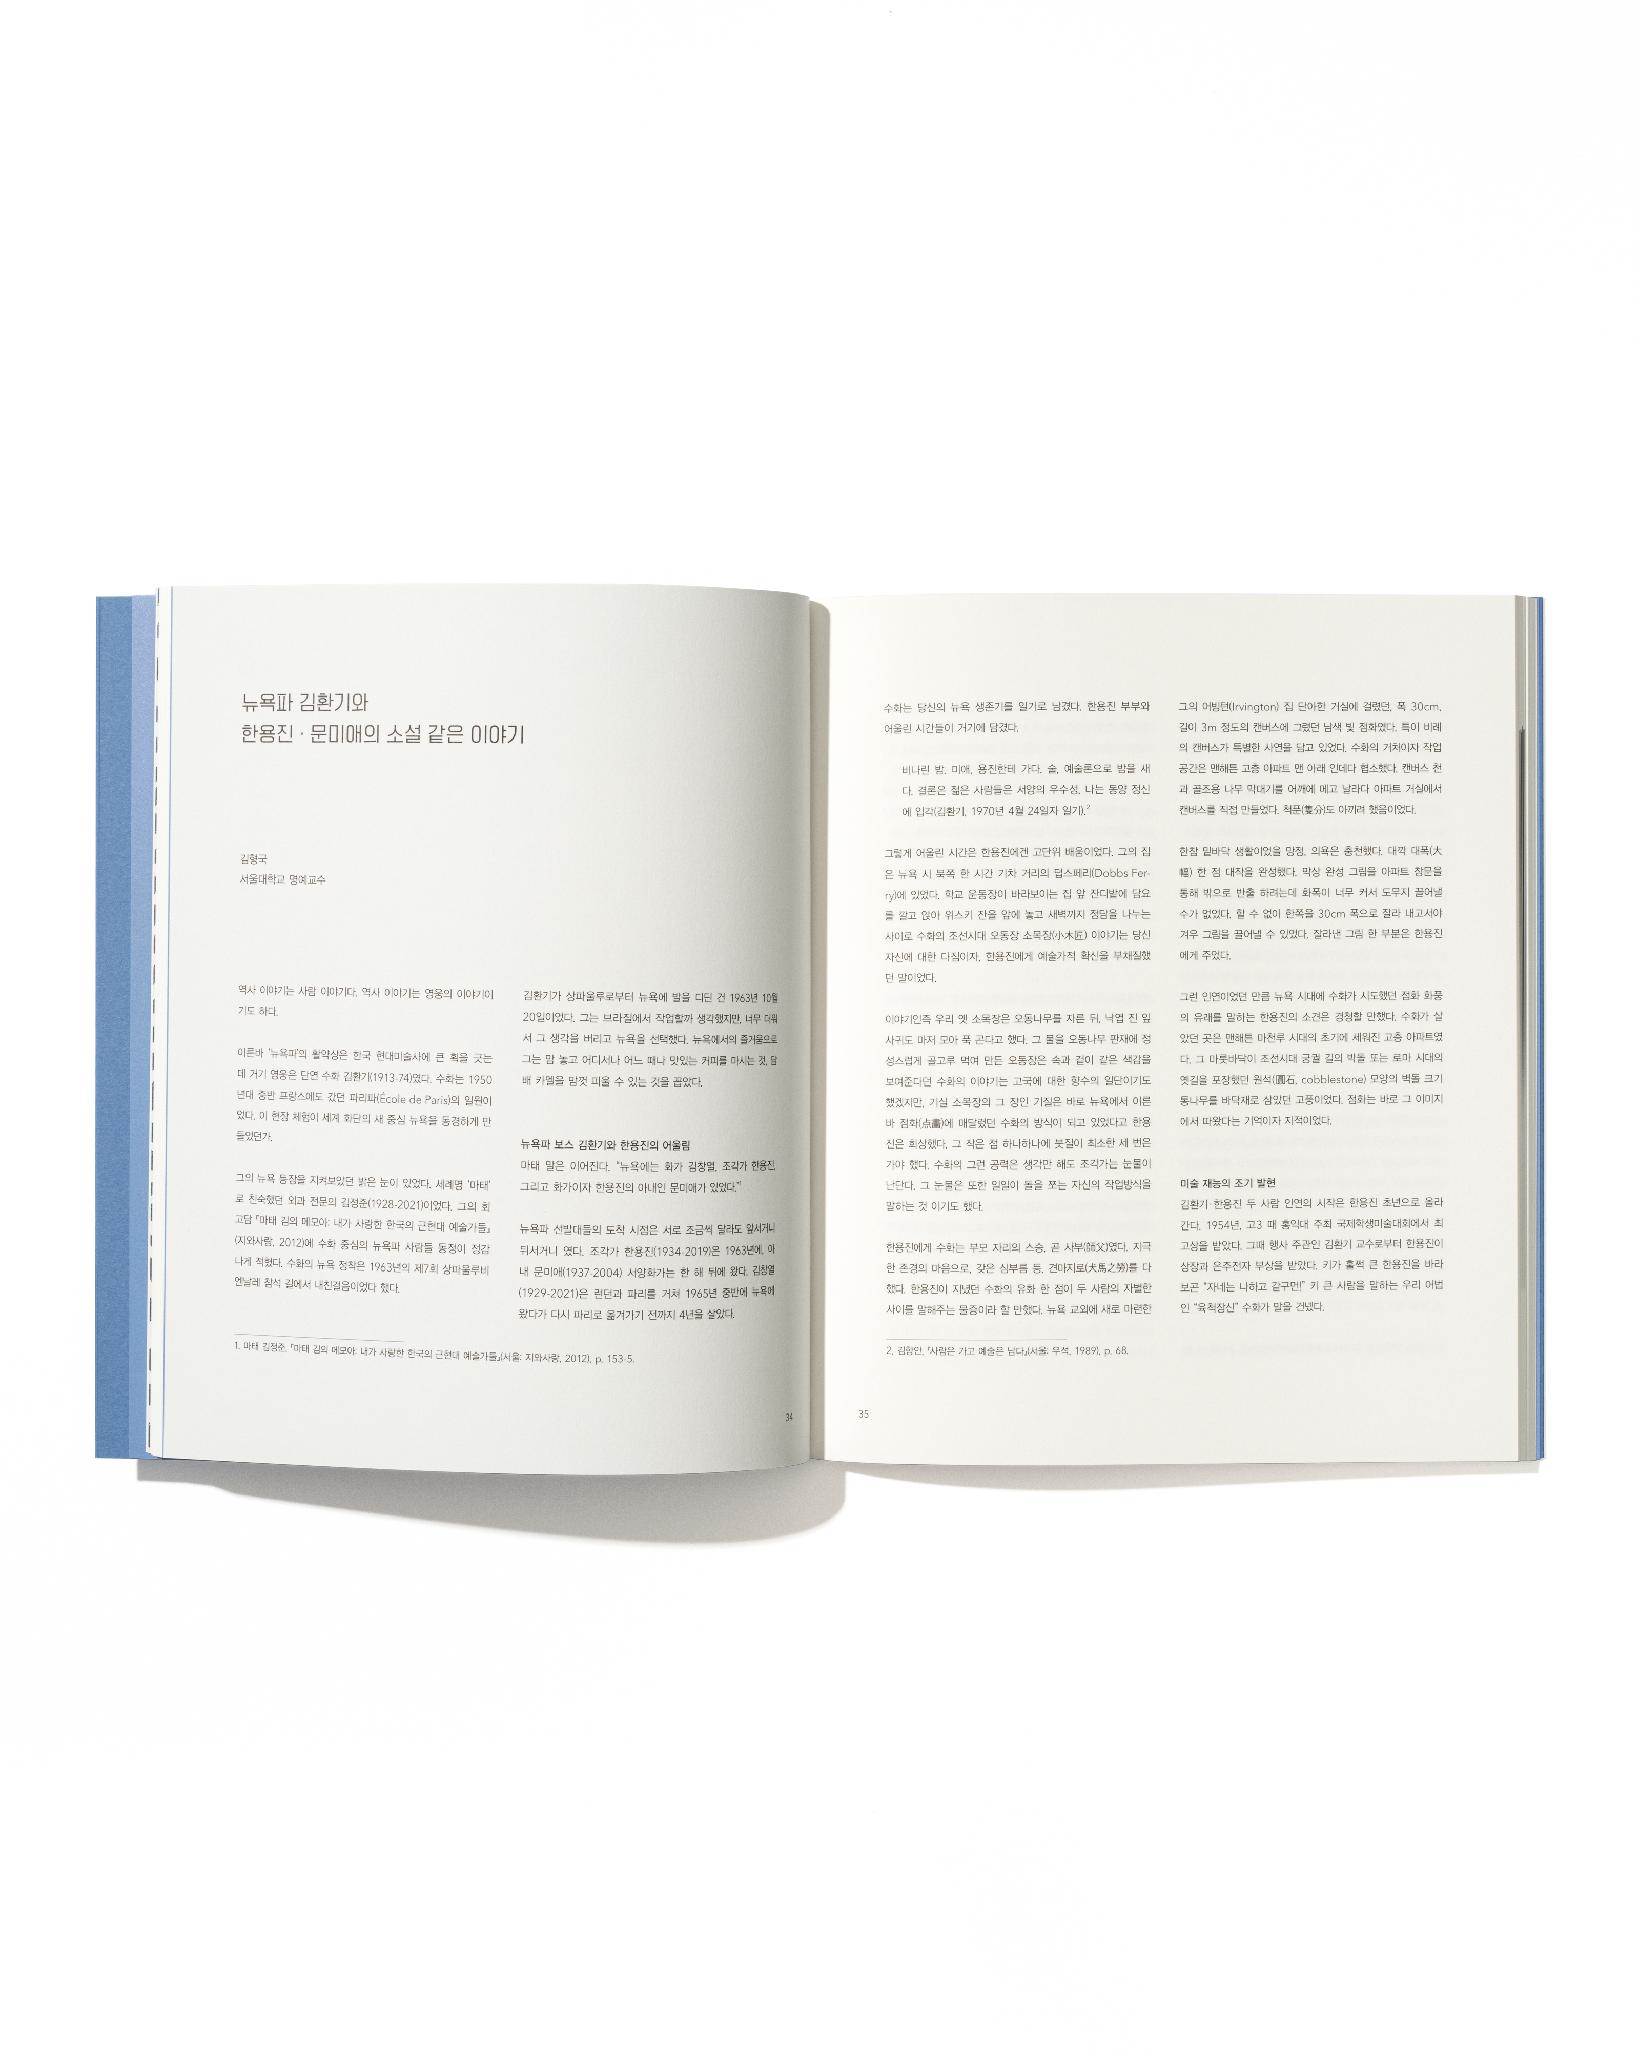 뉴욕파 김환기와
한용진 · 문미애의 소설 같은 이야기
김형국
서울대학교 명예교수
역사 이야기는 사람 이야기다. 역사 이야기는 영웅의 이야기이
기도 하다.
이른바 '뉴욕파'의 활약상은 한국 현대미술사에 큰 획을 긋는
데 거기 영웅은 단연 수화 김환기(1913-74)였다. 수화는 1950
년대 중반 프랑스에도 갔던 파리파(École de Paris)의 일원이
었다. 이 현장 체험이 세계 화단의 새 중심 뉴욕을 동경하게 만
들었던가.
그의 뉴욕 등장을 지켜보았던 밝은 눈이 있었다. 세례명 '마태'
로 친숙했던 외과 전문의 김정준(1928-2021)이었다. 그의 회
고담 『마태 김의 메모아: 내가 사랑한 한국의 근현대 예술가들』
(지와사랑, 2012)에 수화 중심의 뉴욕파 사람들 동정이 정감
나게 적혔다. 수화의 뉴욕 정착은 1963년의 제7회 상파울루비
엔날레 참석 길에서 내친걸음이었다 했다.
김환기가 상파울루로부터 뉴욕에 발을 디딘 건 1963년 10월
20일이었다. 그는 브라질에서 작업할까 생각했지만, 너무 더워
서 그 생각을 버리고 뉴욕을 선택했다. 뉴욕에서의 즐거움으로
그는 맘 놓고 어디서나 어느 때나 맛있는 커피를 마시는 것, 담
배 카멜을 맘껏 피울 수 있는 것을 꼽았다.
뉴욕파 보스 김환기와 한용진의 어울림
마태 말은 이어진다. "뉴욕에는 화가 김창열, 조각가 한용진,
그리고 화가이자 한용진의 아내인 문미애가 있었다."1
뉴욕파 선발대들의 도착 시점은 서로 조금씩 달라도 앞서거니
뒤서거니 였다. 조각가 한용진(1934-2019)은 1963년에, 아
내 문미애(1937-2004) 서양화가는 한 해 뒤에 왔다. 김창열
(1929-2021)은 런던과 파리를 거쳐 1965년 중반에 뉴욕에
왔다가 다시 파리로 옮겨가기 전까지 4년을 살았다.
1. 마태 김정준, 『마태 김의 메모아: 내가 사랑한 한국의 근현대 예술가들』(서울: 지와사랑, 2012), p. 153-5.
34
수화는 당신의 뉴욕 생존기를 일기로 남겼다. 한용진 부부와
어울린 시간들이 거기에 담겼다.
비나린 밤. 미애, 용진한테 가다. 술, 예술론으로 밤을 새
다. 결론은 젊은 사람들은 서양의 우수성, 나는 동양 정신
에 입각(김환기, 1970년 4월 24일자 일기).2
그렇게 어울린 시간은 한용진에겐 고단위 배움이었다. 그의 집
은 뉴욕 시 북쪽 한 시간 기차 거리의 덥스페리(Dobbs Fer-
ry)에 있었다. 학교 운동장이 바라보이는 집 앞 잔디밭에 담요
를 깔고 앉아 위스키 잔을 앞에 놓고 새벽까지 정담을 나누는
사이로 수화의 조선시대 오동장 소목장(小木匠) 이야기는 당신
자신에 대한 다짐이자, 한용진에게 예술가적 확신을 부채질했
던 말이었다.
이야기인즉 우리 옛 소목장은 오동나무를 자른 뒤, 낙엽 진 잎
사귀도 마저 모아 푹 곤다고 했다. 그 물을 오동나무 판재에 정
성스럽게 골고루 먹여 만든 오동장은 속과 겉이 같은 색감을
보여준다던 수화의 이야기는 고국에 대한 향수의 일단이기도
했겠지만, 기실 소목장의 그 장인 기질은 바로 뉴욕에서 이른
바 점화(点畵)에 매달렸던 수화의 방식이 되고 있었다고 한용
진은 회상했다. 그 작은 점 하나하나에 붓질이 최소한 세 번은
가야 했다. 수화의 그런 공력은 생각만 해도 조각가는 눈물이
난단다. 그 눈물은 또한 일일이 돌을 쪼는 자신의 작업방식을
말하는 것 이기도 했다.
한용진에게 수화는 부모 자리의 스승, 곧 사부(師父)였다. 지극
한 존경의 마음으로, 갖은 심부름 등, 견마지로(犬馬之勞)를 다
했다. 한용진이 지녔던 수화의 유화 한 점이 두 사람의 자별한
사이를 말해주는 물증이라 할 만했다. 뉴욕 교외에 새로 마련한
2. 김향안, 『사람은 가고 예술은 남다』(서울: 우석, 1989), p. 68.
35
그의 어빙턴(Irvington) 집 단아한 거실에 걸렸던, 폭 30cm,
길이 3m 정도의 캔버스에 그렸던 남색 빛 점화였다. 특이 비례
의 캔버스가 특별한 사연을 담고 있었다. 수화의 거처이자 작업
공간은 맨해튼 고층 아파트 맨 아래 인데다 협소했다. 캔버스 천
과 골조용 나무 막대기를 어깨에 메고 날라다 아파트 거실에서
캔버스를 직접 만들었다. 척푼(隻分)도 아끼려 했음이었다.
한참 밑바닥 생활이었을 망정, 의욕은 충천했다. 대깍 대폭(大
幅) 한 점 대작을 완성했다. 막상 완성 그림을 아파트 창문을
통해 밖으로 반출 하려는데 화폭이 너무 커서 도무지 끌어낼
수가 없었다. 할 수 없이 한쪽을 30cm 폭으로 잘라 내고서야
겨우 그림을 끌어낼 수 있었다. 잘라낸 그림 한 부분은 한용진
에게 주었다.
그런 인연이었던 만큼 뉴욕 시대에 수화가 시도했던 점화 화풍
의 유래를 말하는 한용진의 소견은 경청할 만했다. 수화가 살
았던 곳은 맨해튼 마천루 시대의 초기에 세워진 고층 아파트였
다. 그 마룻바닥이 조선시대 궁궐 길의 박돌 또는 로마 시대의
옛길을 포장했던 원석(圓石, cobblestone) 모양의 벽돌 크기
통나무를 바닥재로 삼았던 고풍이었다. 점화는 바로 그 이미지
에서 따왔다는 기억이자 지적이었다.
미술 재능의 조기 발현
김환기·한용진 두 사람 인연의 시작은 한용진 초년으로 올라
간다. 1954년, 고3 때 홍익대 주최 국제학생미술대회에서 최
고상을 받았다. 그때 행사 주관인 김환기 교수로부터 한용진이
상장과 은주전자 부상을 받았다. 키가 훌쩍 큰 한용진을 바라
보곤 "자네는 나하고 같구먼!" 키 큰 사람을 말하는 우리 어법
인 "육척장신" 수화가 말을 건넸다.